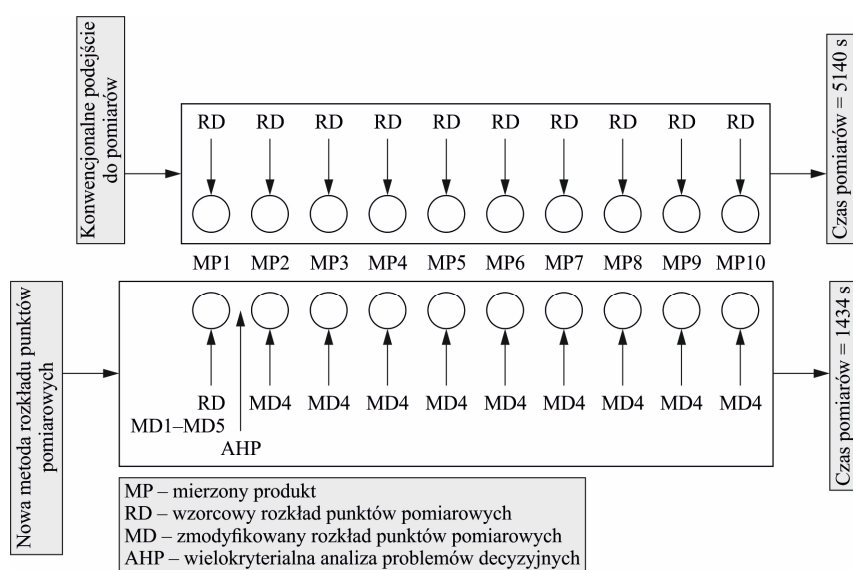 Konwencjonalne podejście
do pomiarów
RD RD RD RD RD RD RD RD RD RD
Czas pomiarów = 5140 s
MP1 MP2 MP3 MP4 MP5 MP6 MP7 MP8 MP9 MP10
Nowa metoda rozkładu punktów
pomiarowych
RD MD4 MD4 MD4 MD4 MD4 MD4 MD4 MD4 MD4
MD1–MD5
AHP
Czas pomiarów = 1434 s
MP – mierzony produkt
RD – wzorcowy rozkład punktów pomiarowych
MD – zmodyfikowany rozkład punktów pomiarowych
AHP – wielokryterialna analiza problemów decyzyjnych